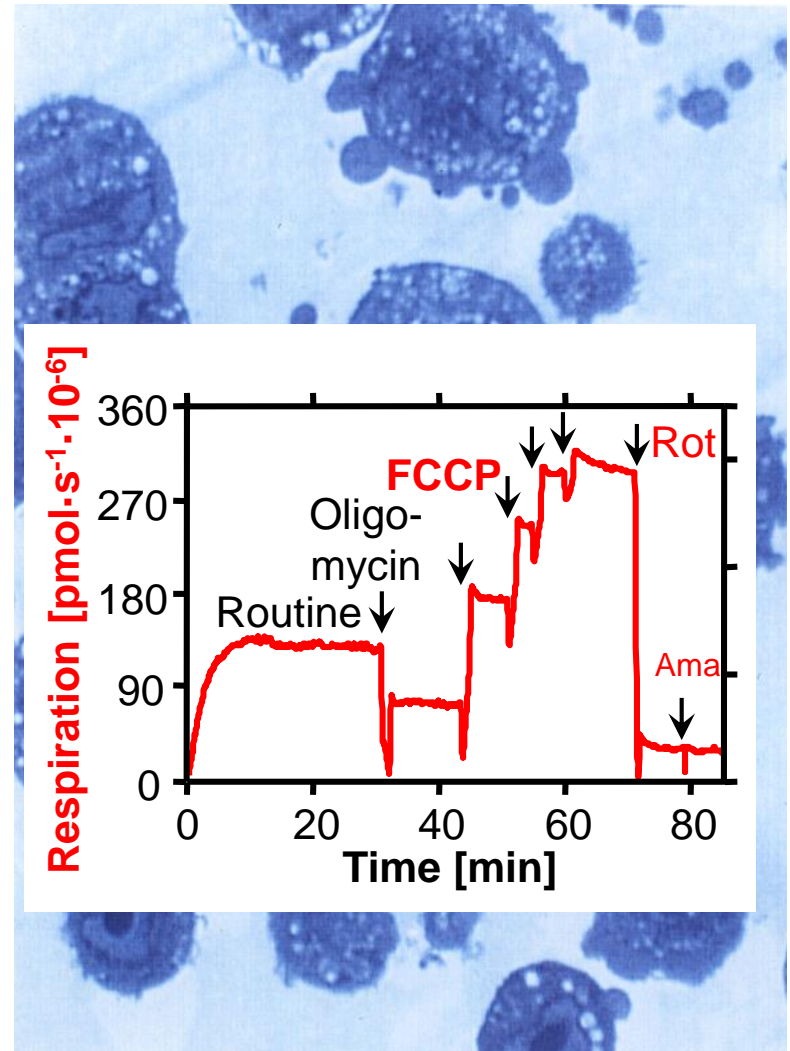 Respiration [pmol·s⁻¹·10⁻⁶]
360
270
180
90
0
Routine
Oligo-
mycin
FCCP
Rot
Ama
0 20 40 60 80
Time [min]